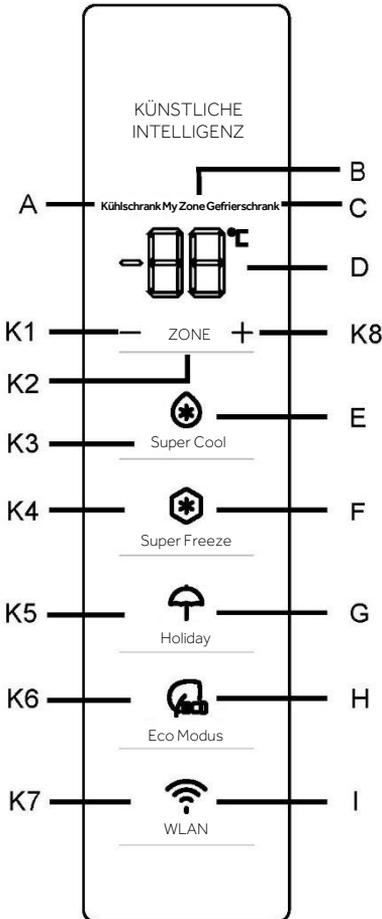 KÜNSTLICHE
INTELLIGENZ
B
A Kühlschrank My Zone Gefrierschrank C
-88°C D
K1 − ZONE + K8
K2
E
K3 Super Cool
K4 F
Super Freeze
K5 G
Holiday
K6 eco H
Eco Modus
K7 I
WLAN